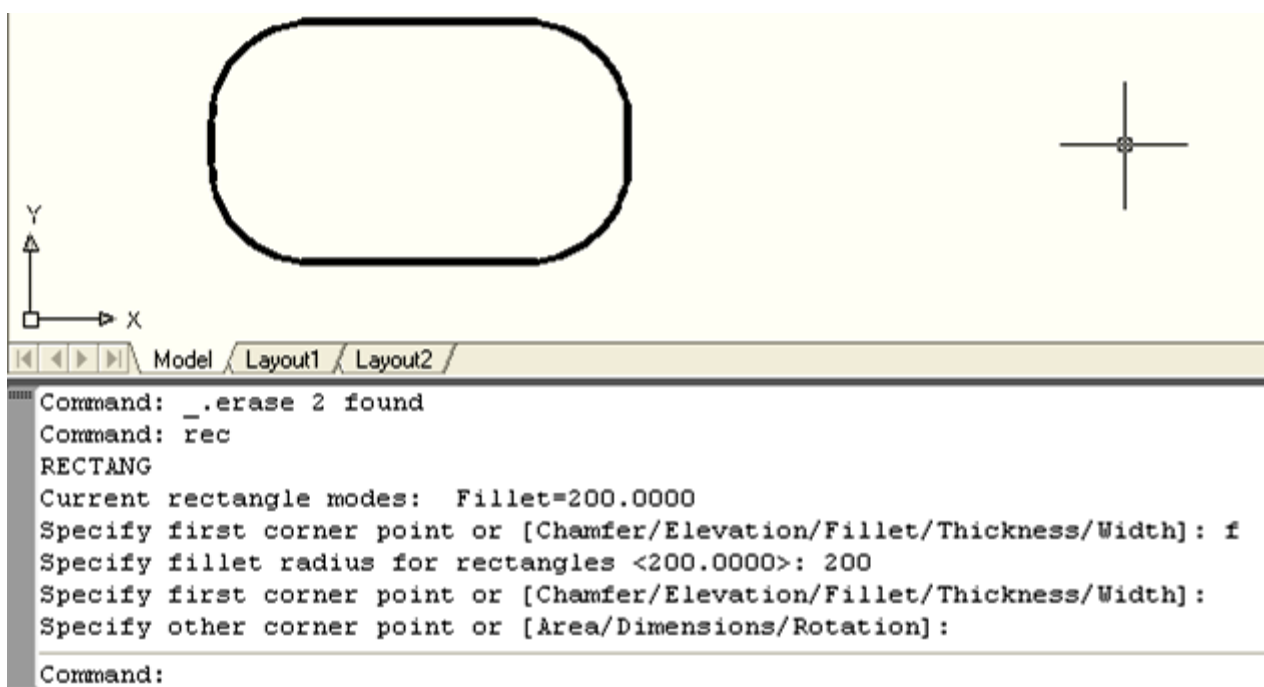 Y
X
Model Layout1 Layout2
Command: _.erase 2 found
Command: rec
RECTANG
Current rectangle modes: Fillet=200.0000
Specify first corner point or [Chamfer/Elevation/Fillet/Thickness/Width]: f
Specify fillet radius for rectangles <200.0000>: 200
Specify first corner point or [Chamfer/Elevation/Fillet/Thickness/Width]:
Specify other corner point or [Area/Dimensions/Rotation]:
Command: